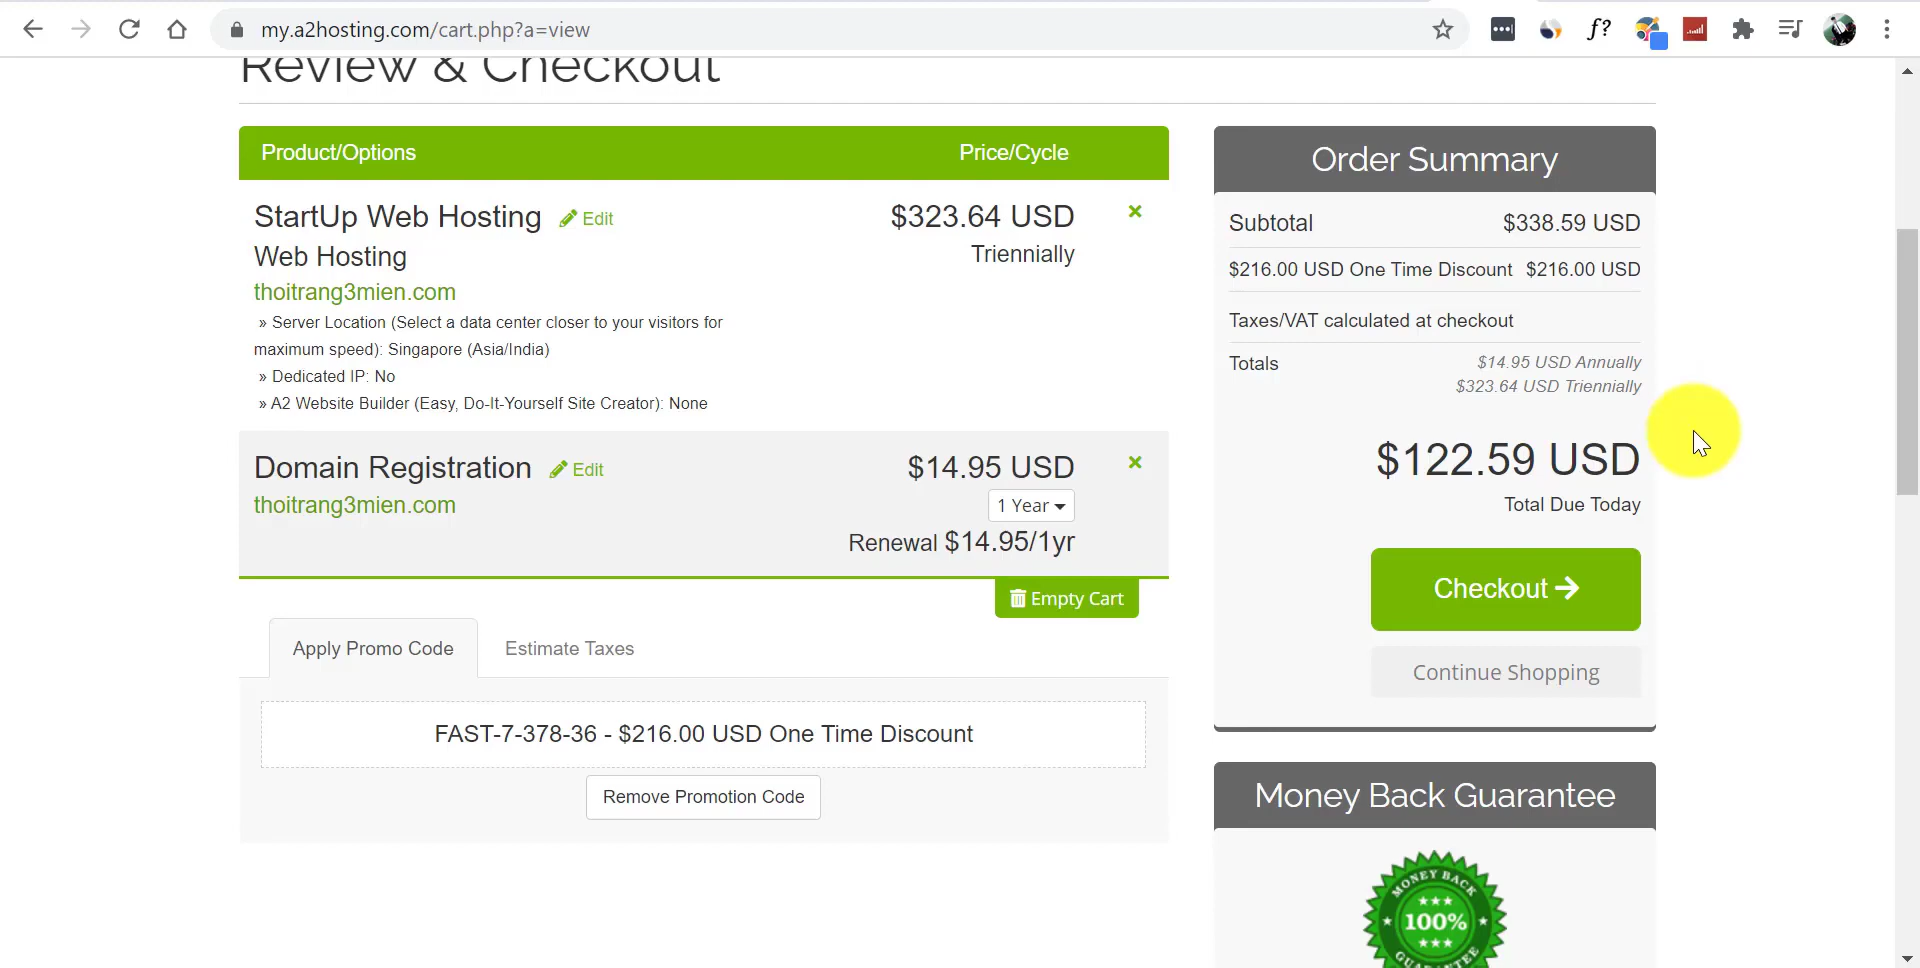 my.a2hosting.com/cart.php?a=view
f?
Review & Checkout
Product/Options Price/Cycle
StartUp Web Hosting Edit $323.64 USD
Web Hosting Triennially
thoitrang3mien.com
» Server Location (Select a data center closer to your visitors for
maximum speed): Singapore (Asia/India)
» Dedicated IP: No
» A2 Website Builder (Easy, Do-It-Yourself Site Creator): None
Domain Registration Edit $14.95 USD
thoitrang3mien.com 1 Year
Renewal $14.95/1yr
Empty Cart
Apply Promo Code Estimate Taxes
FAST-7-378-36 - $216.00 USD One Time Discount
Remove Promotion Code
Order Summary
Subtotal $338.59 USD
$216.00 USD One Time Discount $216.00 USD
Taxes/VAT calculated at checkout
Totals $14.95 USD Annually
$323.64 USD Triennially
$122.59 USD
Total Due Today
Checkout
Continue Shopping
Money Back Guarantee
MONEY BACK
100%
GUARANTEE